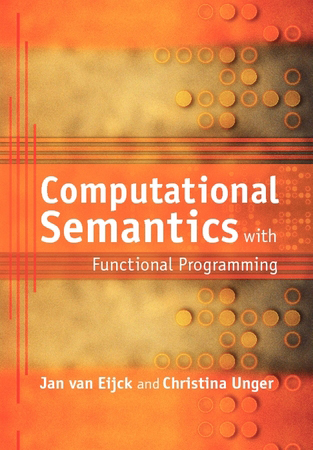 Computational
Semantics with
Functional Programming
Jan van Eijck and Christina Unger